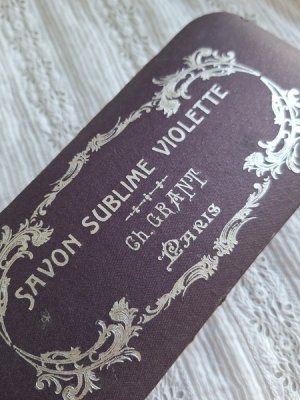 SAVON SUBLIME VIOLETTE
Ch. GRANT
PARIS